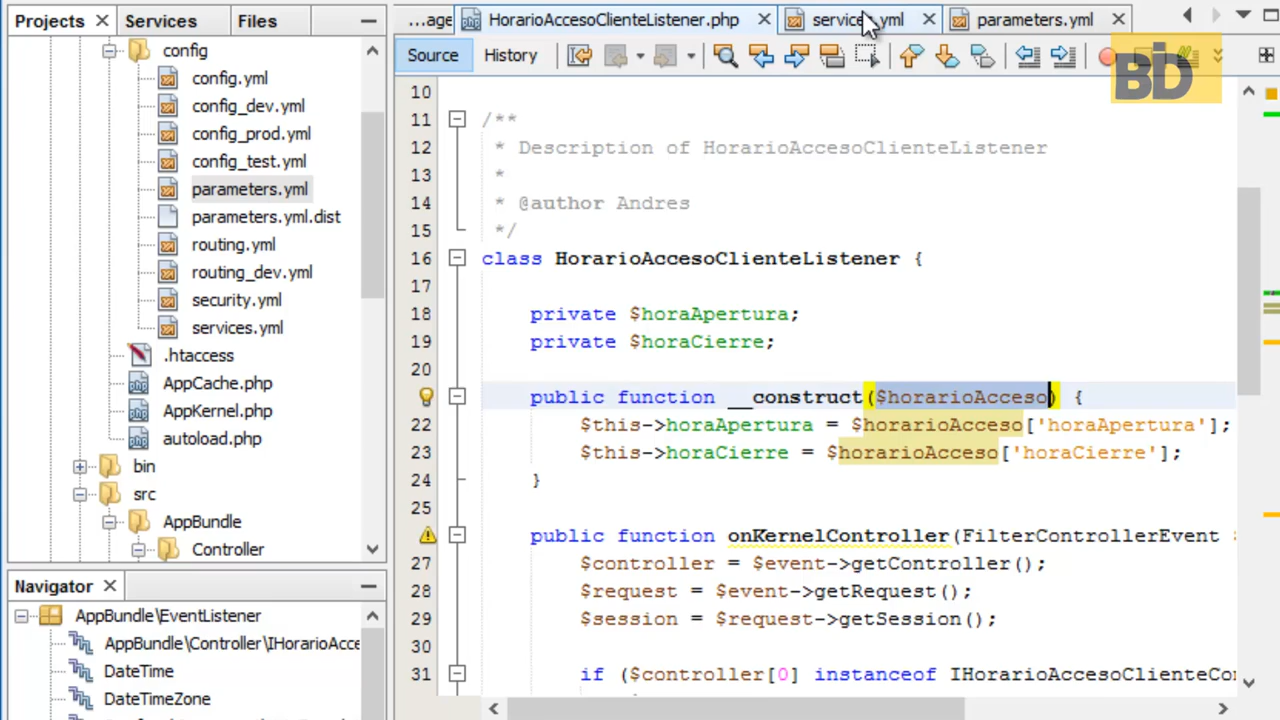 Projects
Services
Files
config
config.yml
config_dev.yml
config_prod.yml
config_test.yml
parameters.yml
parameters.yml.dist
routing.yml
routing_dev.yml
security.yml
services.yml
.htaccess
AppCache.php
AppKernel.php
autoload.php
bin
src
AppBundle
Controller
Navigator
AppBundle\EventListener
AppBundle\Controller\IHorarioAcce
DateTime
DateTimeZone
...age
HorarioAccesoClienteListener.php
parameters.yml
Source
History
BD
10
11 /**
12 * Description of HorarioAccesoClienteListener
13 *
14 * @author Andres
15 */
16 class HorarioAccesoClienteListener {
17
18 private $horaApertura;
19 private $horaCierre;
20
public function __construct($horarioAcceso) {
22 $this->horaApertura = $horarioAcceso['horaApertura'];
23 $this->horaCierre = $horarioAcceso['horaCierre'];
24 }
25
public function onKernelController(FilterControllerEvent
27 $controller = $event->getController();
28 $request = $event->getRequest();
29 $session = $request->getSession();
30
31 if ($controller[0] instanceof IHorarioAccesoClienteCo